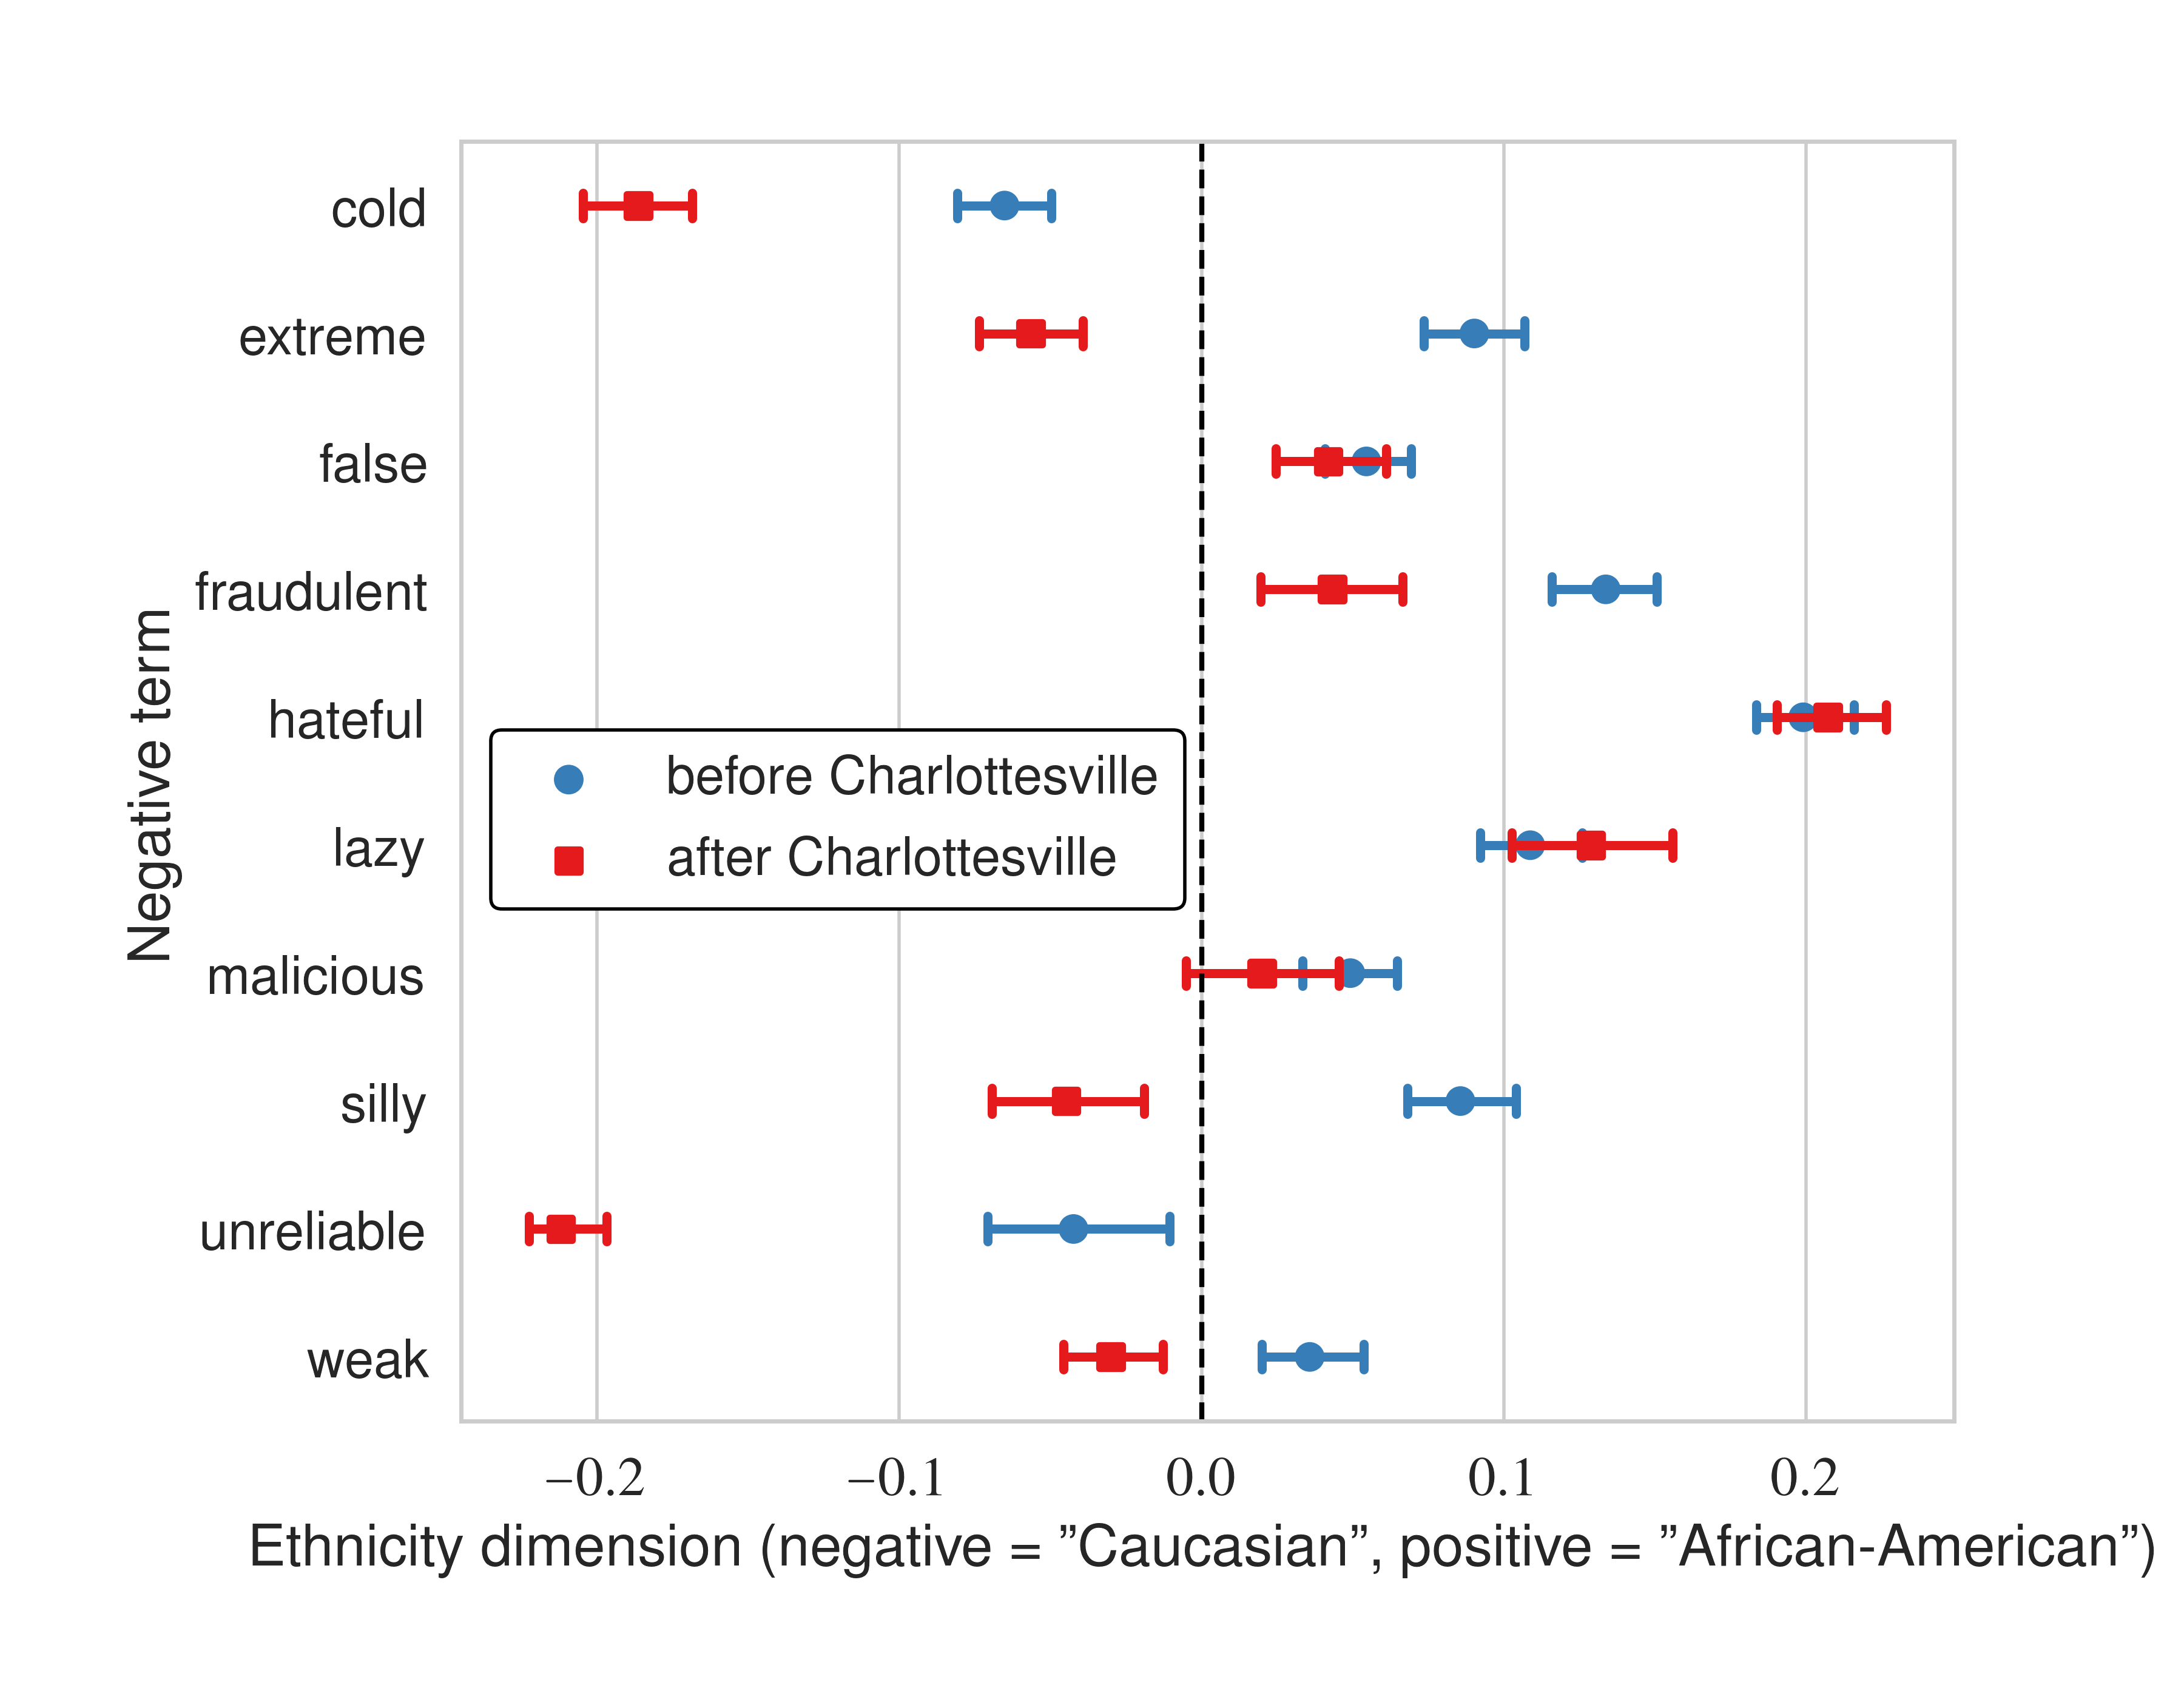 cold
extreme
false
fraudulent
hateful
lazy
malicious
silly
unreliable
weak
Negative term
before Charlottesville
after Charlottesville
−0.2 −0.1 0.0 0.1 0.2
Ethnicity dimension (negative = ”Caucasian”, positive = ”African-American”)